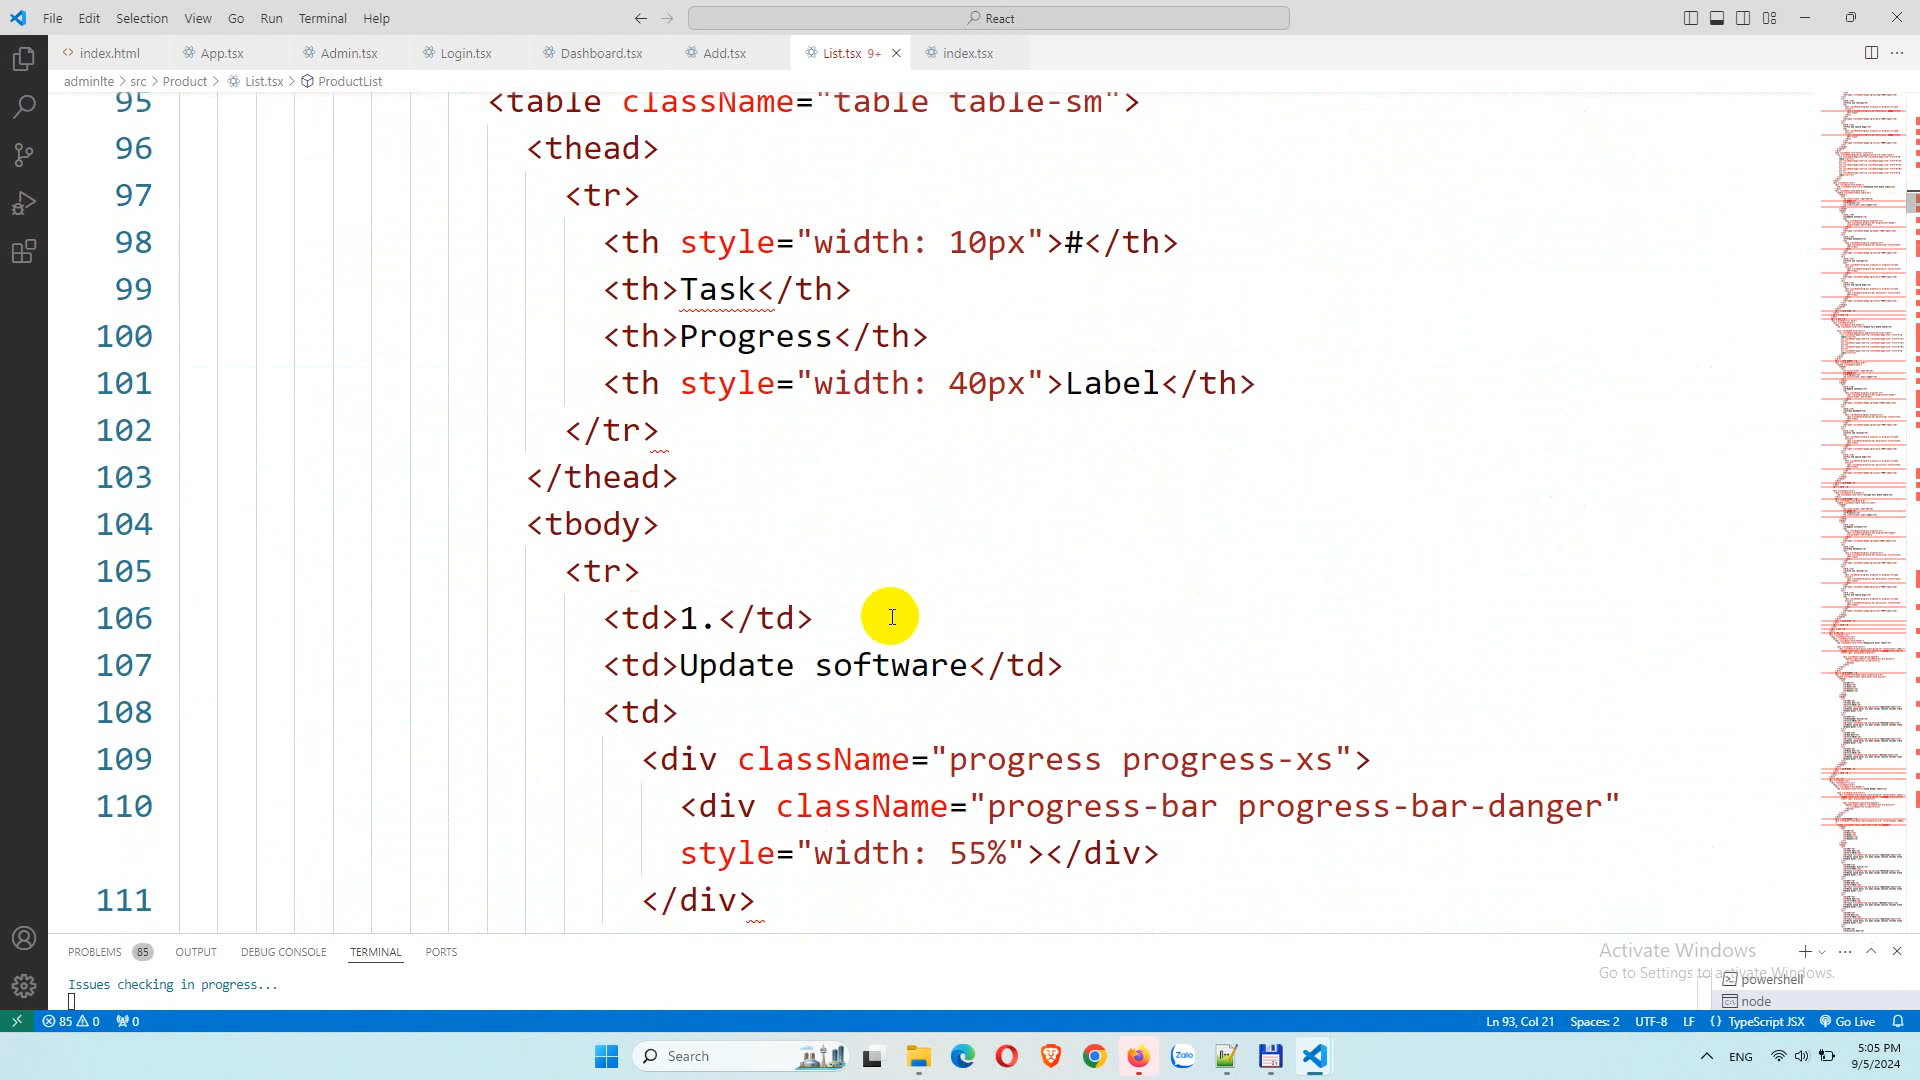 File Edit Selection View Go Run Terminal Help
React
index.html App.tsx Admin.tsx Login.tsx Dashboard.tsx Add.tsx List.tsx 9+ index.tsx
adminlte > src > Product > List.tsx > ProductList
95 <table className="table table-sm">
96 <thead>
97 <tr>
98 <th style="width: 10px">#</th>
99 <th>Task</th>
100 <th>Progress</th>
101 <th style="width: 40px">Label</th>
102 </tr>
103 </thead>
104 <tbody>
105 <tr>
106 <td>1.</td>
107 <td>Update software</td>
108 <td>
109 <div className="progress progress-xs">
110 <div className="progress-bar progress-bar-danger"
style="width: 55%"></div>
111 </div>
PROBLEMS 85 OUTPUT DEBUG CONSOLE TERMINAL PORTS
Issues checking in progress...
Activate Windows
Go to Settings to activate Windows.
powershell
node
85 0 0
Ln 93, Col 21 Spaces: 2 UTF-8 LF {} TypeScript JSX Go Live
Search
Zalo
ENG
5:05 PM
9/5/2024